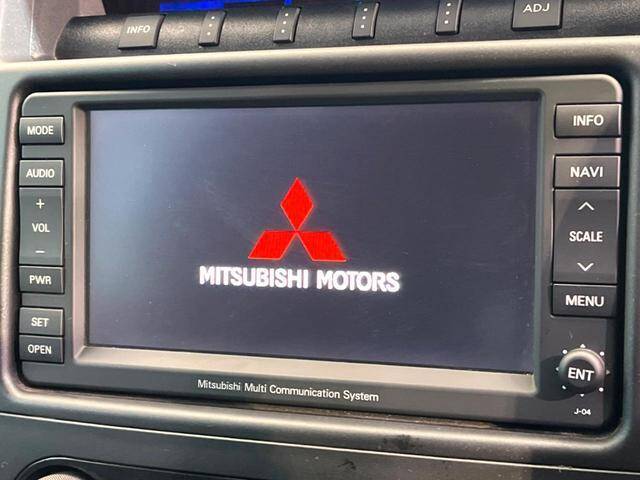 INFO
ADJ
MODE
AUDIO
+
VOL
−
PWR
SET
OPEN
MITSUBISHI MOTORS
Mitsubishi Multi Communication System
INFO
NAVI
SCALE
MENU
ENT
J-04